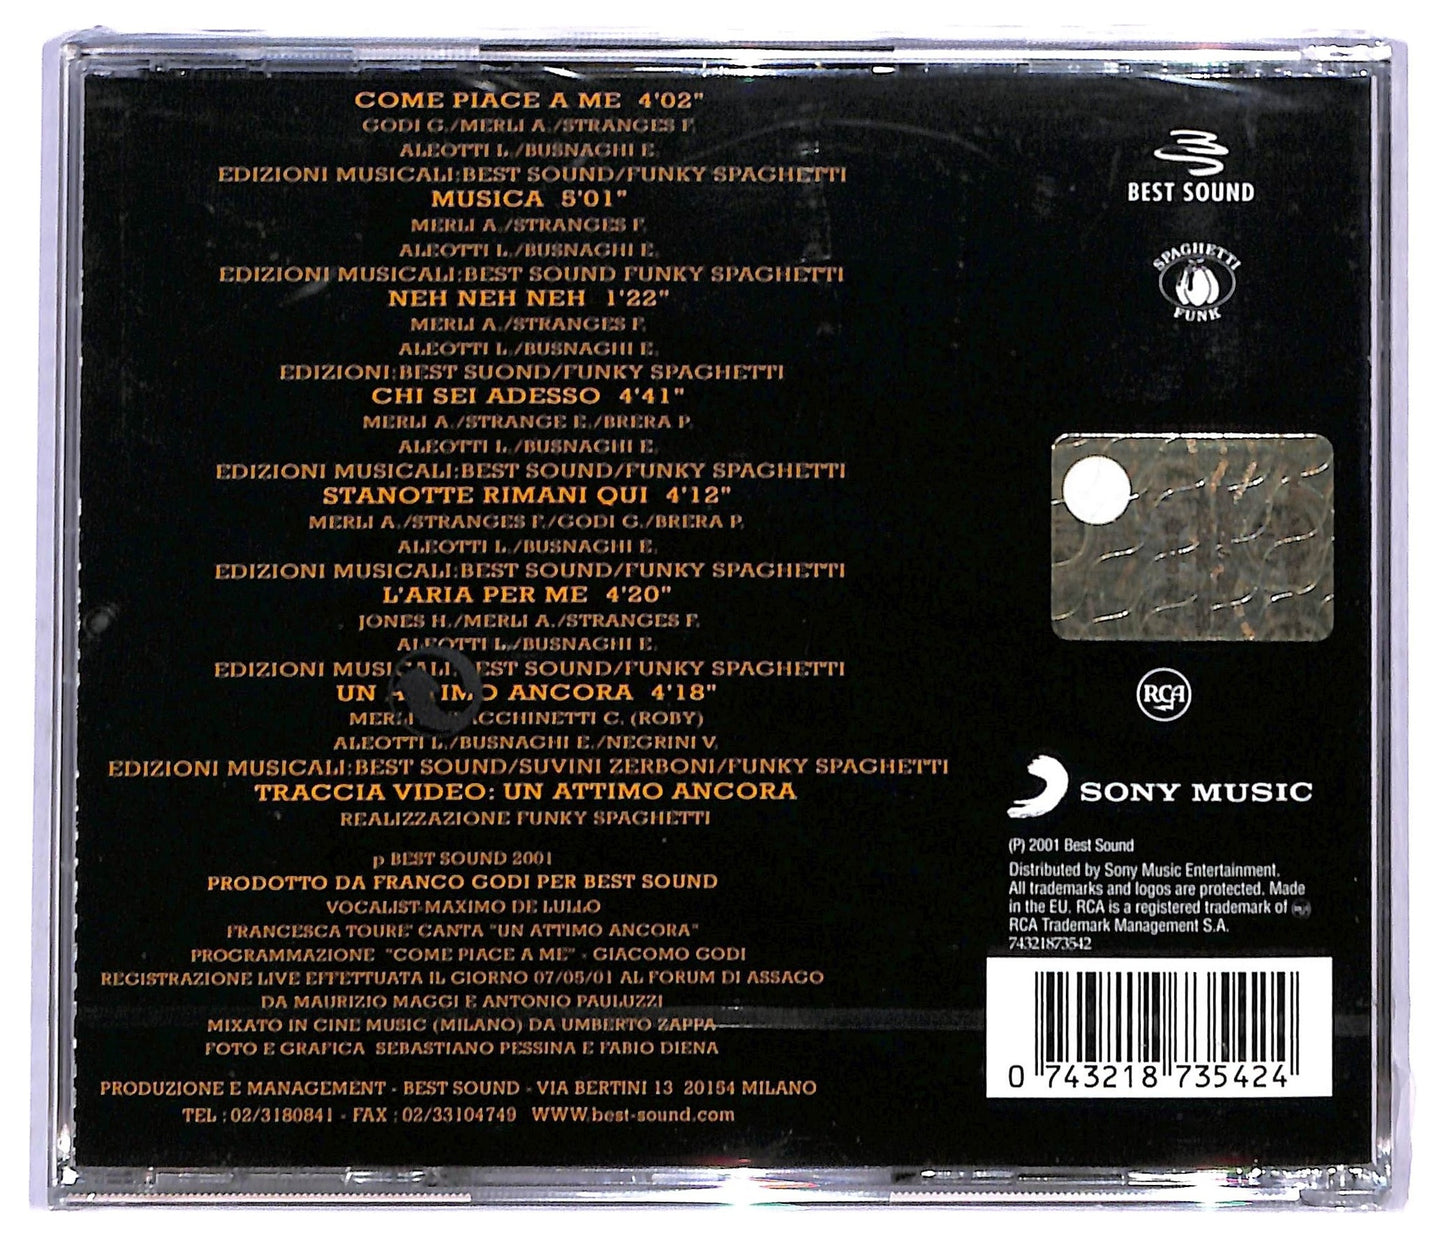 COME PIACE A ME 4'02"
GODI G./MERLI A./STRANGES F.
ALEOTTI L./BUSNAGHI E.
EDIZIONI MUSICALI:BEST SOUND/FUNKY SPAGHETTI
MUSICA 5'01"
MERLI A./STRANGES F.
ALEOTTI L./BUSNAGHI E.
EDIZIONI MUSICALI:BEST SOUND FUNKY SPAGHETTI
NEH NEH NEH 1'22"
MERLI A./STRANGES F.
ALEOTTI L./BUSNAGHI E.
EDIZIONI:BEST SUOND/FUNKY SPAGHETTI
CHI SEI ADESSO 4'41"
MERLI A./STRANGE E./BRERA P.
ALEOTTI L./BUSNAGHI E.
EDIZIONI MUSICALI:BEST SOUND/FUNKY SPAGHETTI
STANOTTE RIMANI QUI 4'12"
MERLI A./STRANGES F./GODI G./BRERA P.
ALEOTTI L./BUSNAGHI E.
EDIZIONI MUSICALI:BEST SOUND/FUNKY SPAGHETTI
L'ARIA PER ME 4'20"
JONES H./MERLI A./STRANGES F.
ALEOTTI L./BUSNAGHI E.
EDIZIONI MUSICALI:BEST SOUND/FUNKY SPAGHETTI
UN ATTIMO ANCORA 4'18"
MERLI C. (ROBY)
ALEOTTI L./BUSNAGHI E./NEGRINI V.
EDIZIONI MUSICALI:BEST SOUND/SUVINI ZERBONI/FUNKY SPAGHETTI
TRACCIA VIDEO: UN ATTIMO ANCORA
REALIZZAZIONE FUNKY SPAGHETTI
p BEST SOUND 2001
PRODOTTO DA FRANCO GODI PER BEST SOUND
VOCALIST-MAXIMO DE LULLO
FRANCESCA TOURE' CANTA "UN ATTIMO ANCORA"
PROGRAMMAZIONE "COME PIACE A ME" - GIACOMO GODI
REGISTRAZIONE LIVE EFFETTUATA IL GIORNO 07/05/01 AL FORUM DI ASSAGO
DA MAURIZIO MAGGI E ANTONIO PAULUZZI
MIXATO IN CINE MUSIC (MILANO) DA UMBERTO ZAPPA
FOTO E GRAFICA SEBASTIANO PESSINA E FABIO DIENA
PRODUZIONE E MANAGEMENT - BEST SOUND - VIA BERTINI 13 20154 MILANO
TEL : 02/3180841 - FAX : 02/33104749 WWW.best-sound.com
BEST SOUND
SPAGHETTI
FUNK
RCA
SONY MUSIC
(P) 2001 Best Sound
Distributed by Sony Music Entertainment.
All trademarks and logos are protected. Made
in the EU. RCA is a registered trademark of
RCA Trademark Management S.A.
74321873542
0 743218 735424